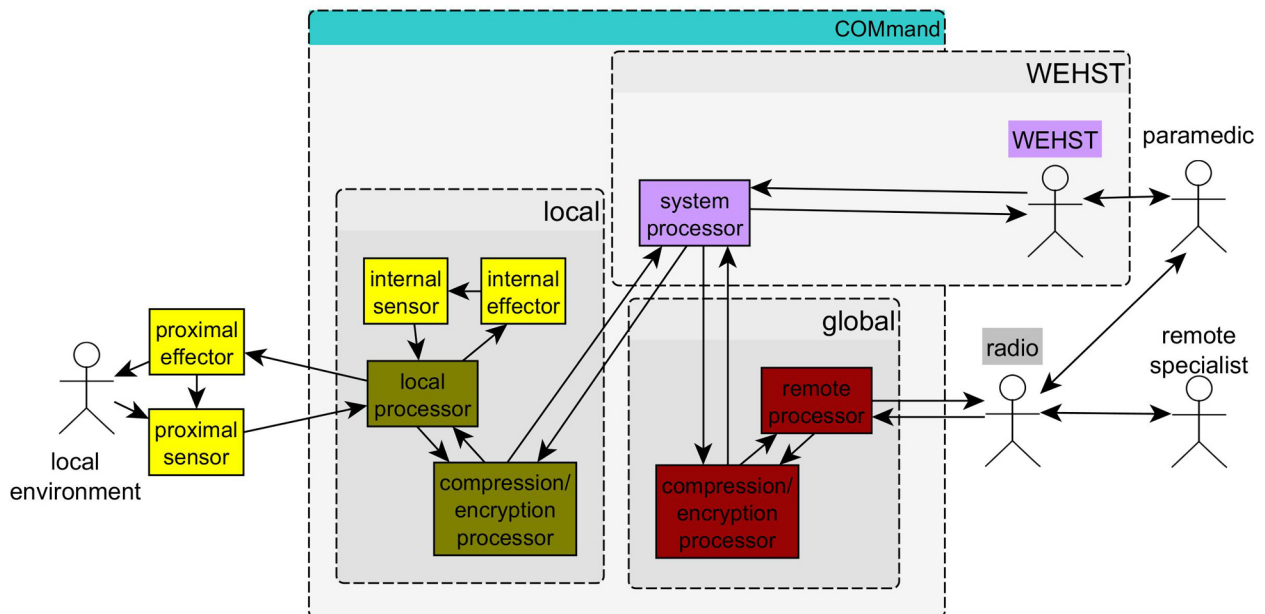 COMmand
WEHST
WEHST
paramedic
system
processor
local
internal
sensor
internal
effector
global
radio
remote
specialist
proximal
effector
local
processor
remote
processor
proximal
sensor
local
environment
compression/
encryption
processor
compression/
encryption
processor